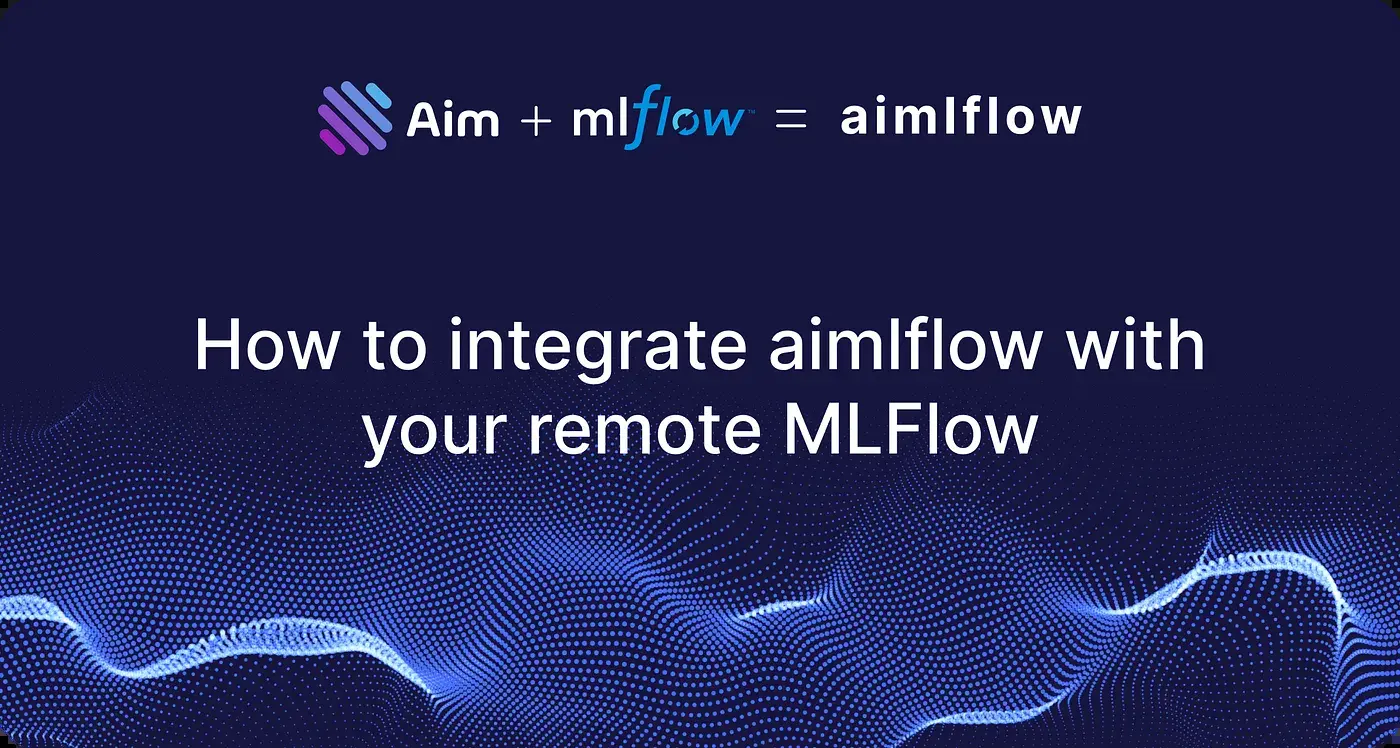 Aim + mlflow™ = aimlflow
How to integrate aimlflow with
your remote MLFlow